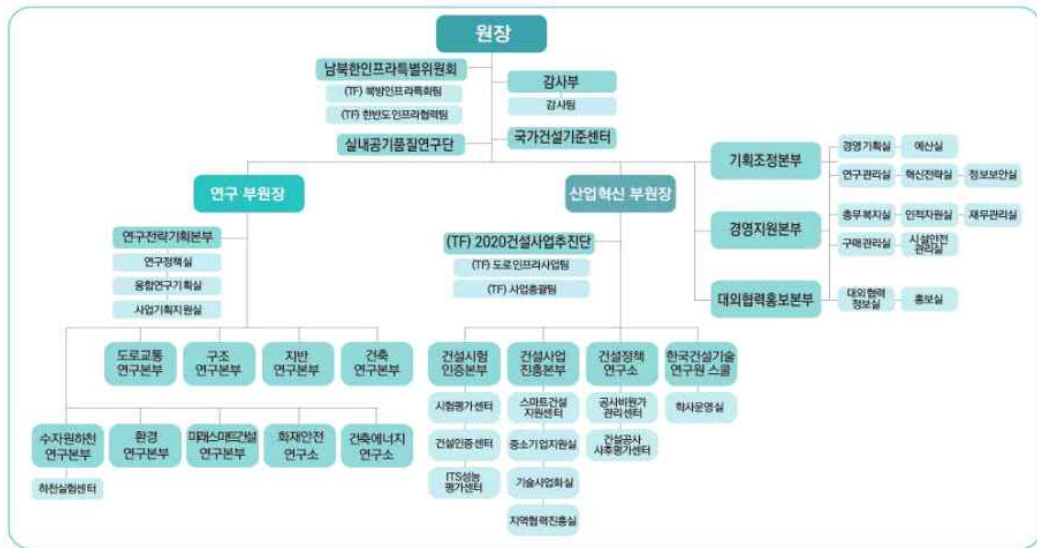 원장
남북한인프라특별위원회
(TF) 북방인프라특화팀
(TF) 한반도인프라협력팀
실내공기품질연구단
감사부
감사팀
국가건설기준센터
기획조정본부
경영기획실
예산실
연구관리실
혁신전략실
정보보안실
경영지원본부
총무복지실
인적자원실
재무관리실
구매관리실
시설안전
관리실
대외협력홍보본부
대외협력
정보실
홍보실
연구 부원장
연구전략기획본부
연구정책실
융합연구기획실
사업기획지원실
도로교통
연구본부
구조
연구본부
지반
연구본부
건축
연구본부
수자원하천
연구본부
하천실험센터
환경
연구본부
미래스마트건설
연구본부
화재안전
연구소
건축에너지
연구소
산업혁신 부원장
(TF) 2020건설사업추진단
(TF) 도로인프라사업팀
(TF) 사업총괄팀
건설시험
인증본부
시험평가센터
건설인증센터
ITS성능
평가센터
건설사업
진흥본부
스마트건설
지원센터
중소기업지원실
기술사업화실
지역협력진흥실
건설정책
연구소
공사비원가
관리센터
건설공사
사후평가센터
한국건설기술
연구원 스쿨
학사운영실